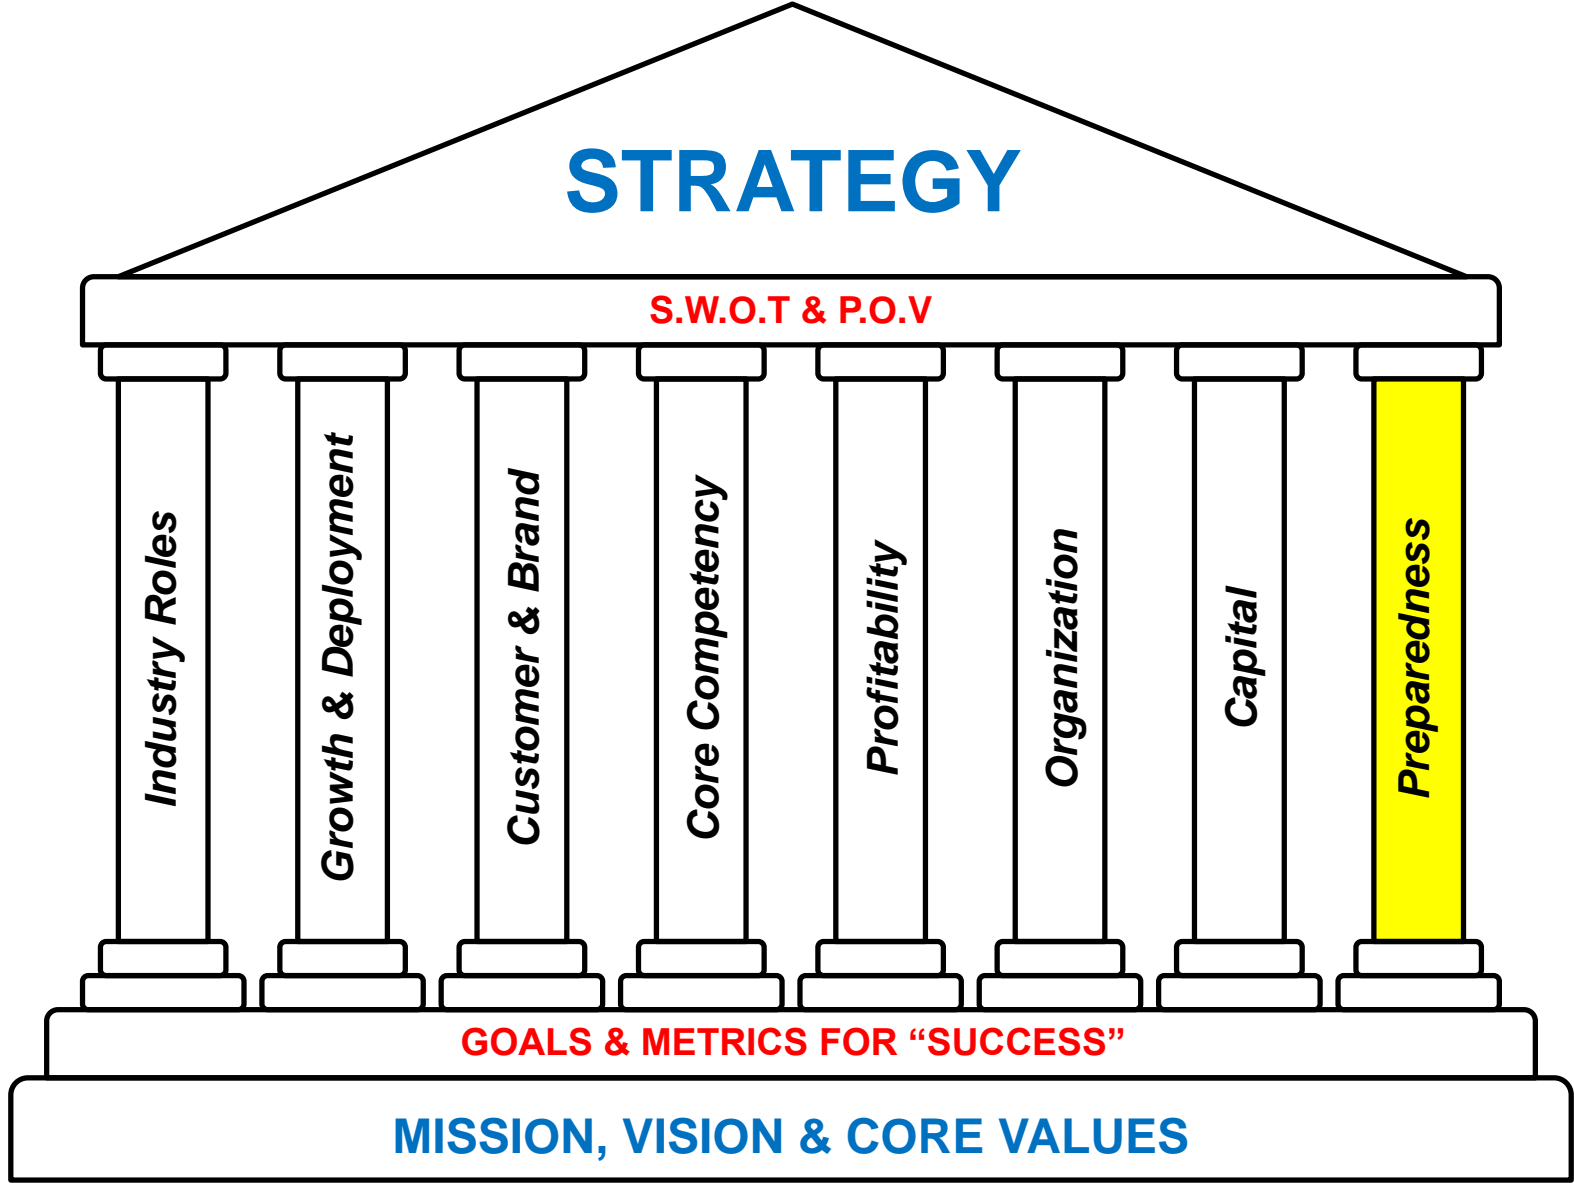 STRATEGY
S.W.O.T & P.O.V
Industry Roles
Growth & Deployment
Customer & Brand
Core Competency
Profitability
Organization
Capital
Preparedness
GOALS & METRICS FOR “SUCCESS”
MISSION, VISION & CORE VALUES